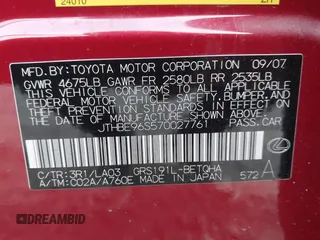 24010
MFD.BY: TOYOTA MOTOR CORPORATION 09/07
GVWR 4675LB GAWR FR 2580LB RR 2535LB
THIS VEHICLE CONFORMS TO ALL APPLICABLE
FEDERAL MOTOR VEHICLE SAFETY, BUMPER, AND
THEFT PREVENTION STANDARDS IN EFFECT ON
THE DATE OF MANUFACTURE SHOWN ABOVE.
JTHBE96S570027761
PASS.CAR
C/TR: 3R1/LA03 GRS191L-BETQHA
A/TM: C02A/A760E MADE IN JAPAN 572 A
DREAMBID